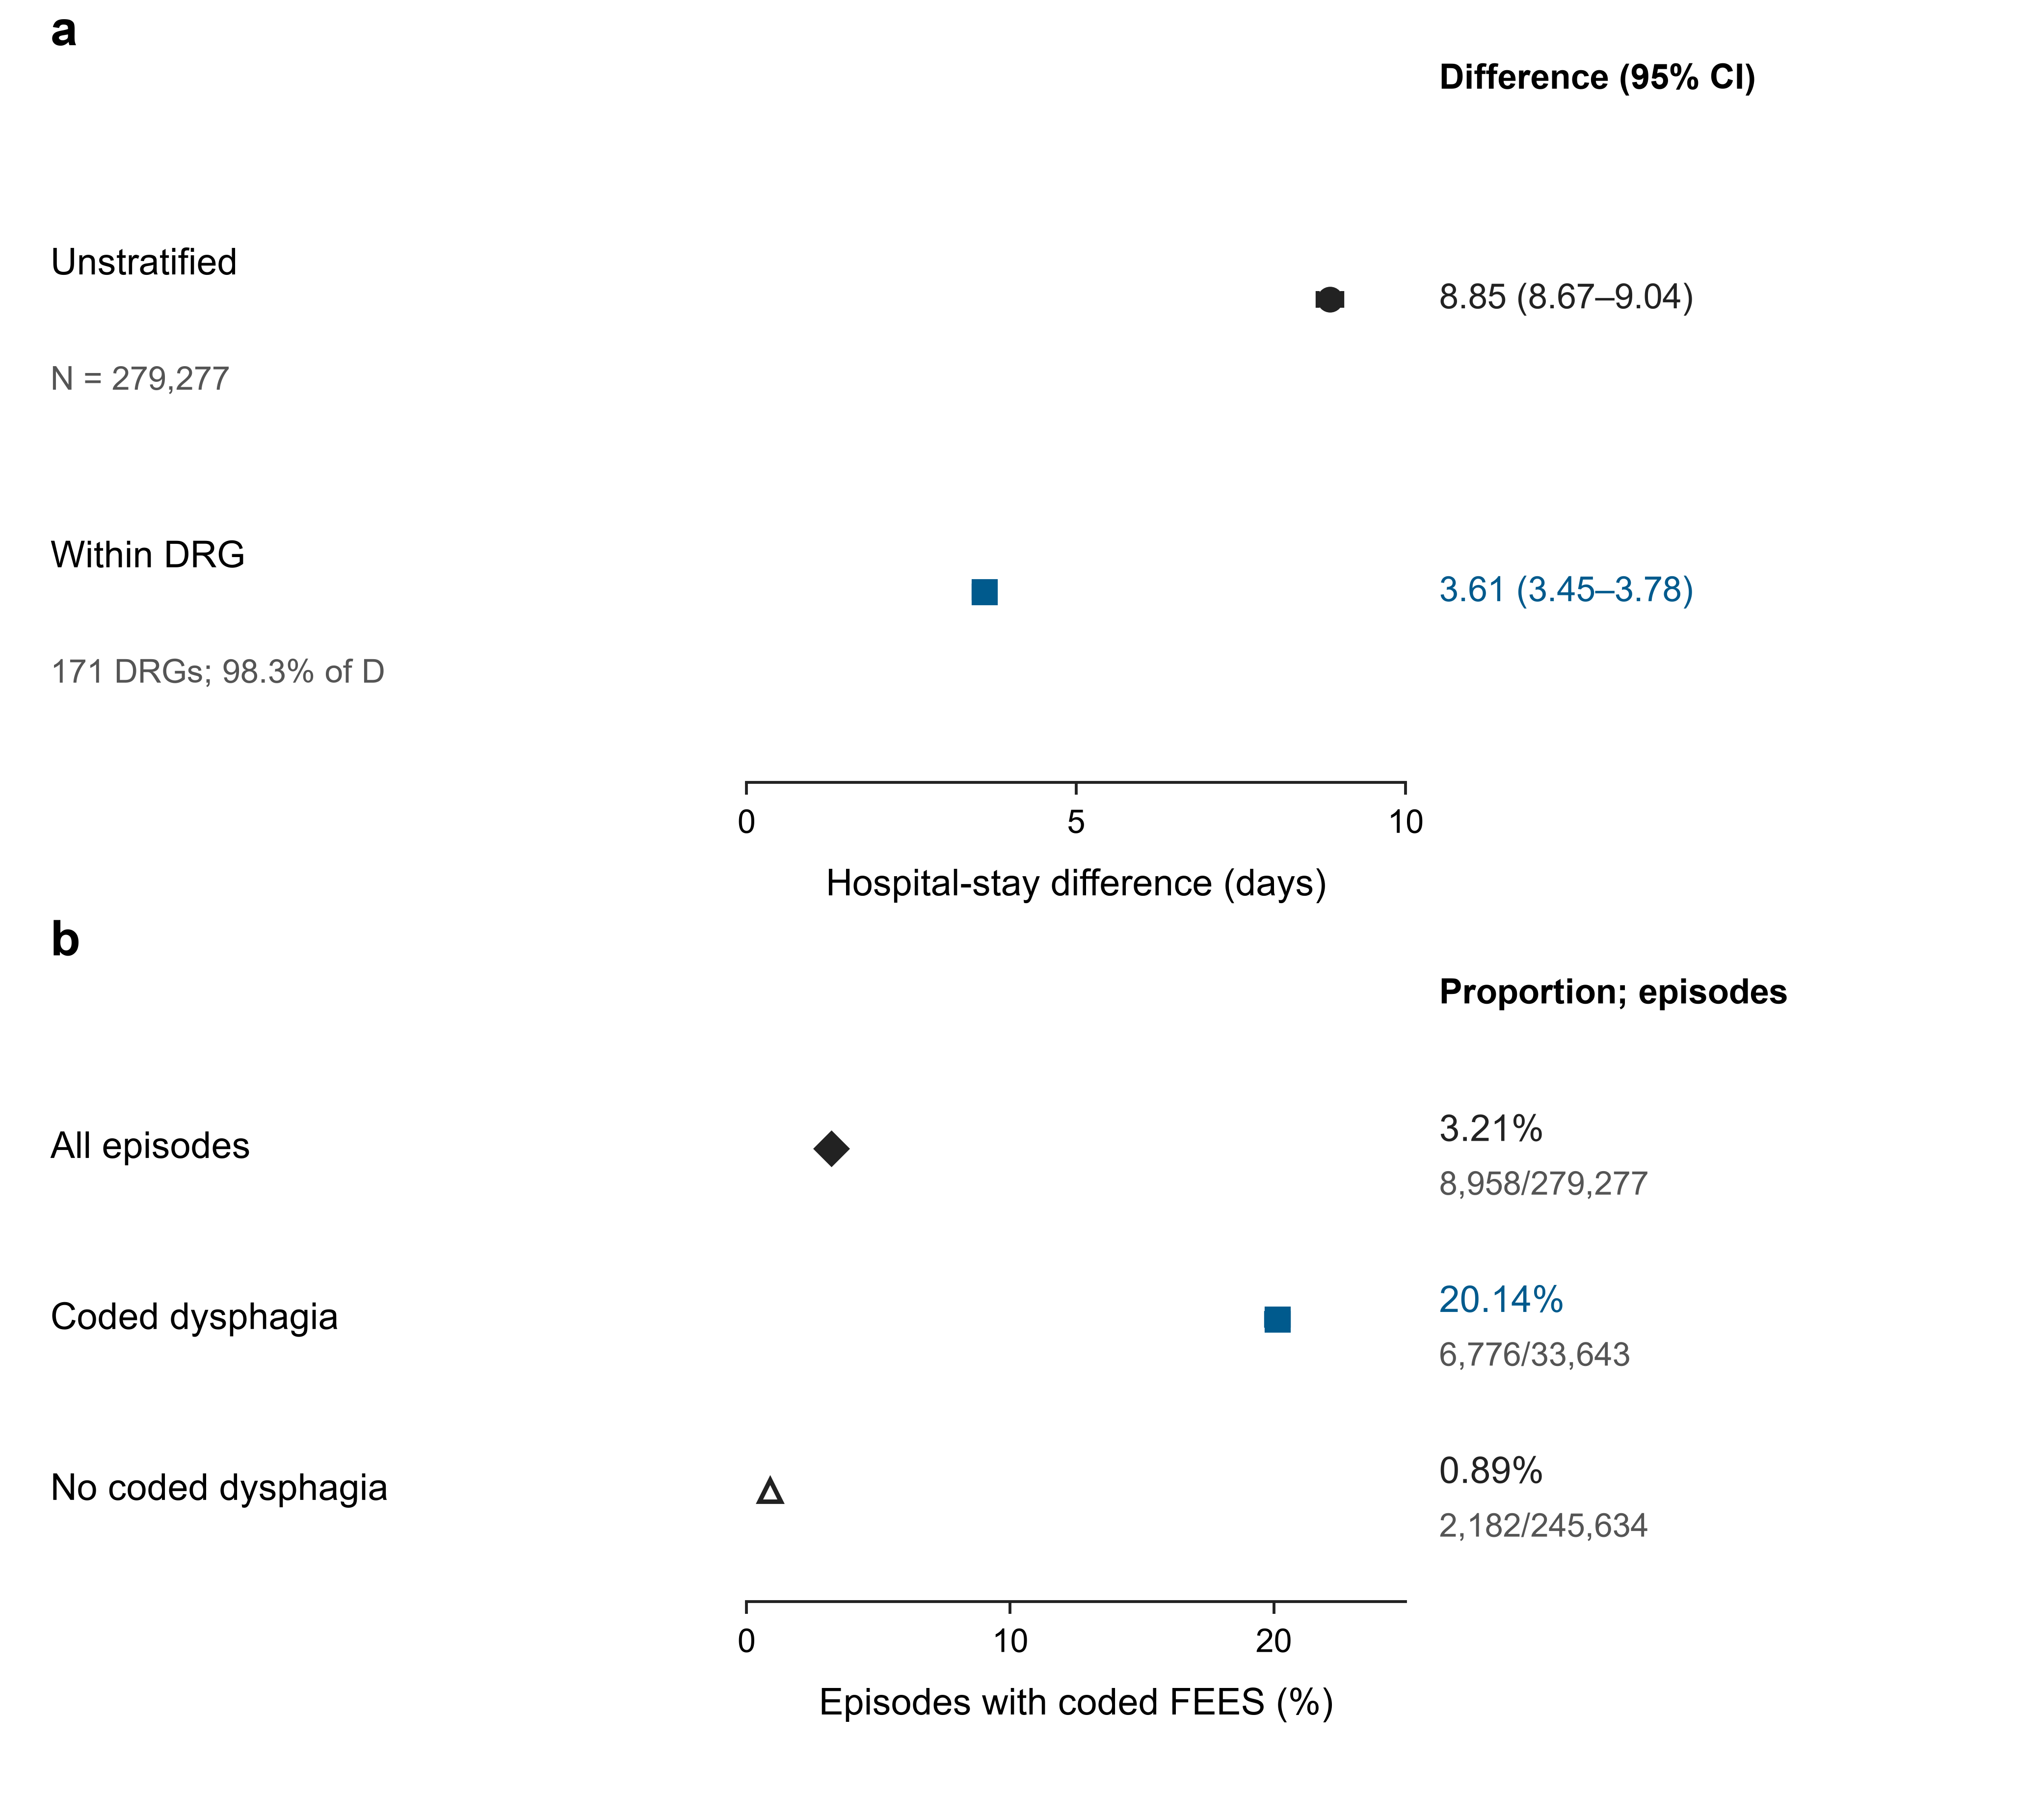 a
Difference (95% CI)
Unstratified
8.85 (8.67–9.04)
N = 279,277
Within DRG
3.61 (3.45–3.78)
171 DRGs; 98.3% of D
0 5 10
Hospital-stay difference (days)
b
Proportion; episodes
All episodes
3.21%
8,958/279,277
Coded dysphagia
20.14%
6,776/33,643
No coded dysphagia
0.89%
2,182/245,634
0 10 20
Episodes with coded FEES (%)